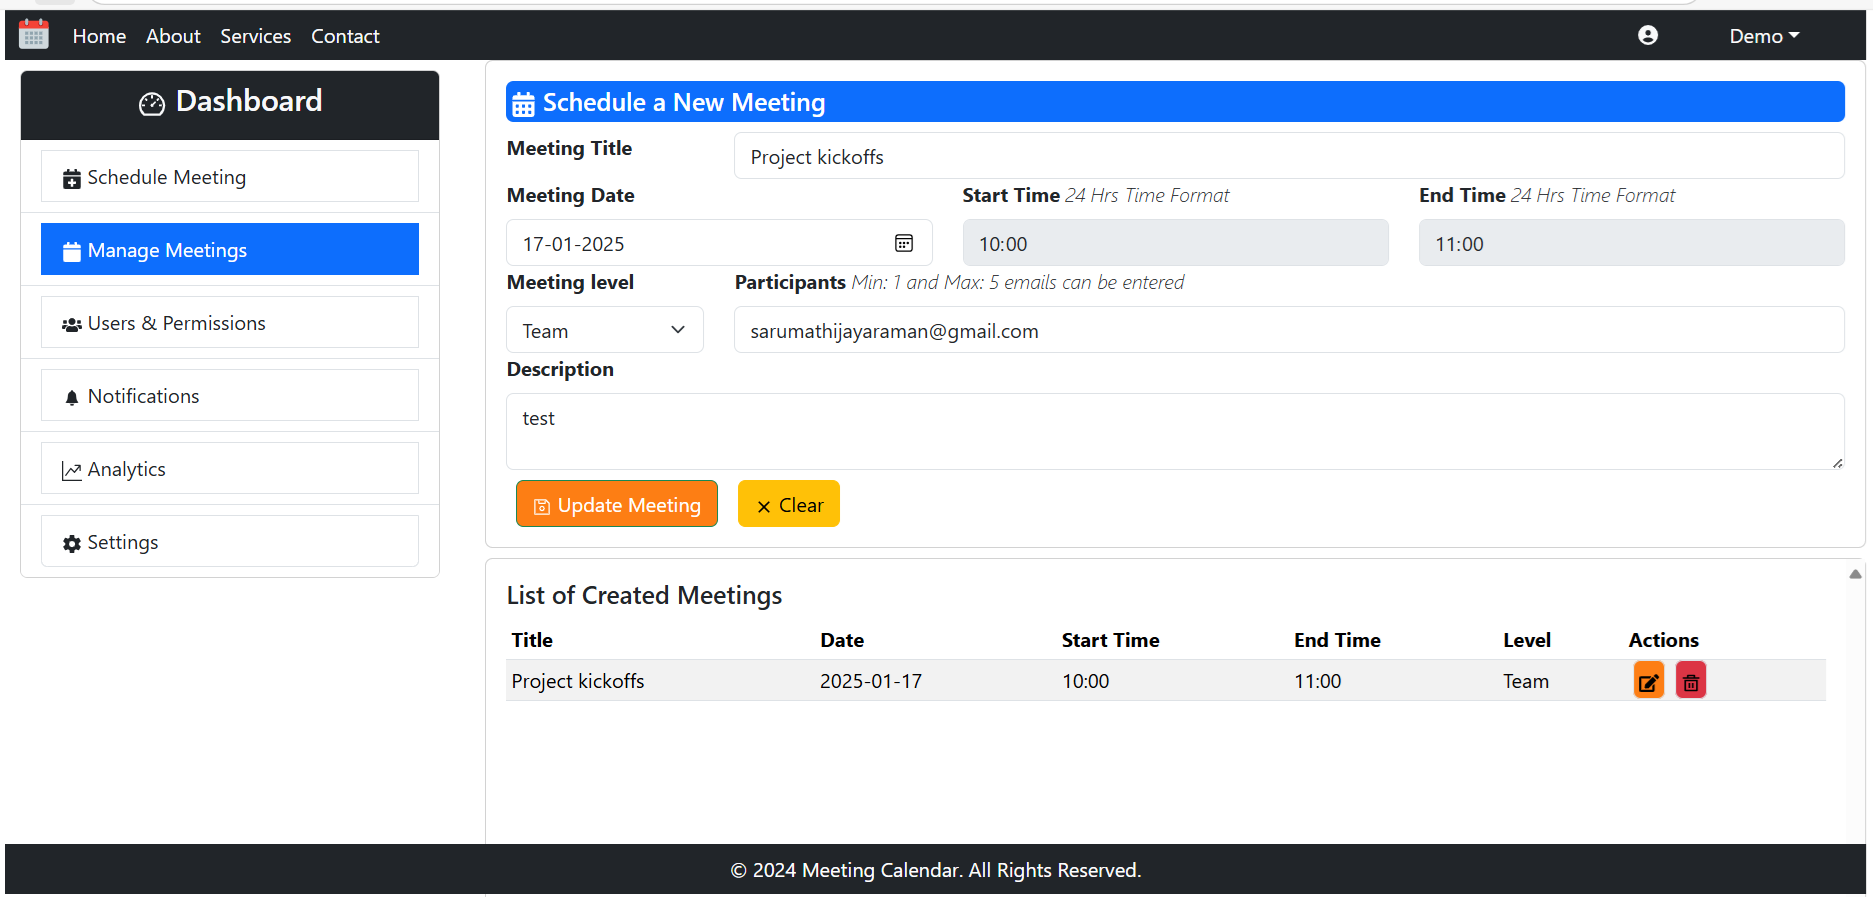 Home About Services Contact Demo
Dashboard
Schedule Meeting
Manage Meetings
Users & Permissions
Notifications
Analytics
Settings
Schedule a New Meeting
Meeting Title
Project kickoffs
Meeting Date Start Time 24 Hrs Time Format End Time 24 Hrs Time Format
17-01-2025 10:00 11:00
Meeting level Participants Min: 1 and Max: 5 emails can be entered
Team sarumathijayaraman@gmail.com
Description
test
Update Meeting Clear
List of Created Meetings
Title Date Start Time End Time Level Actions
Project kickoffs 2025-01-17 10:00 11:00 Team
© 2024 Meeting Calendar. All Rights Reserved.